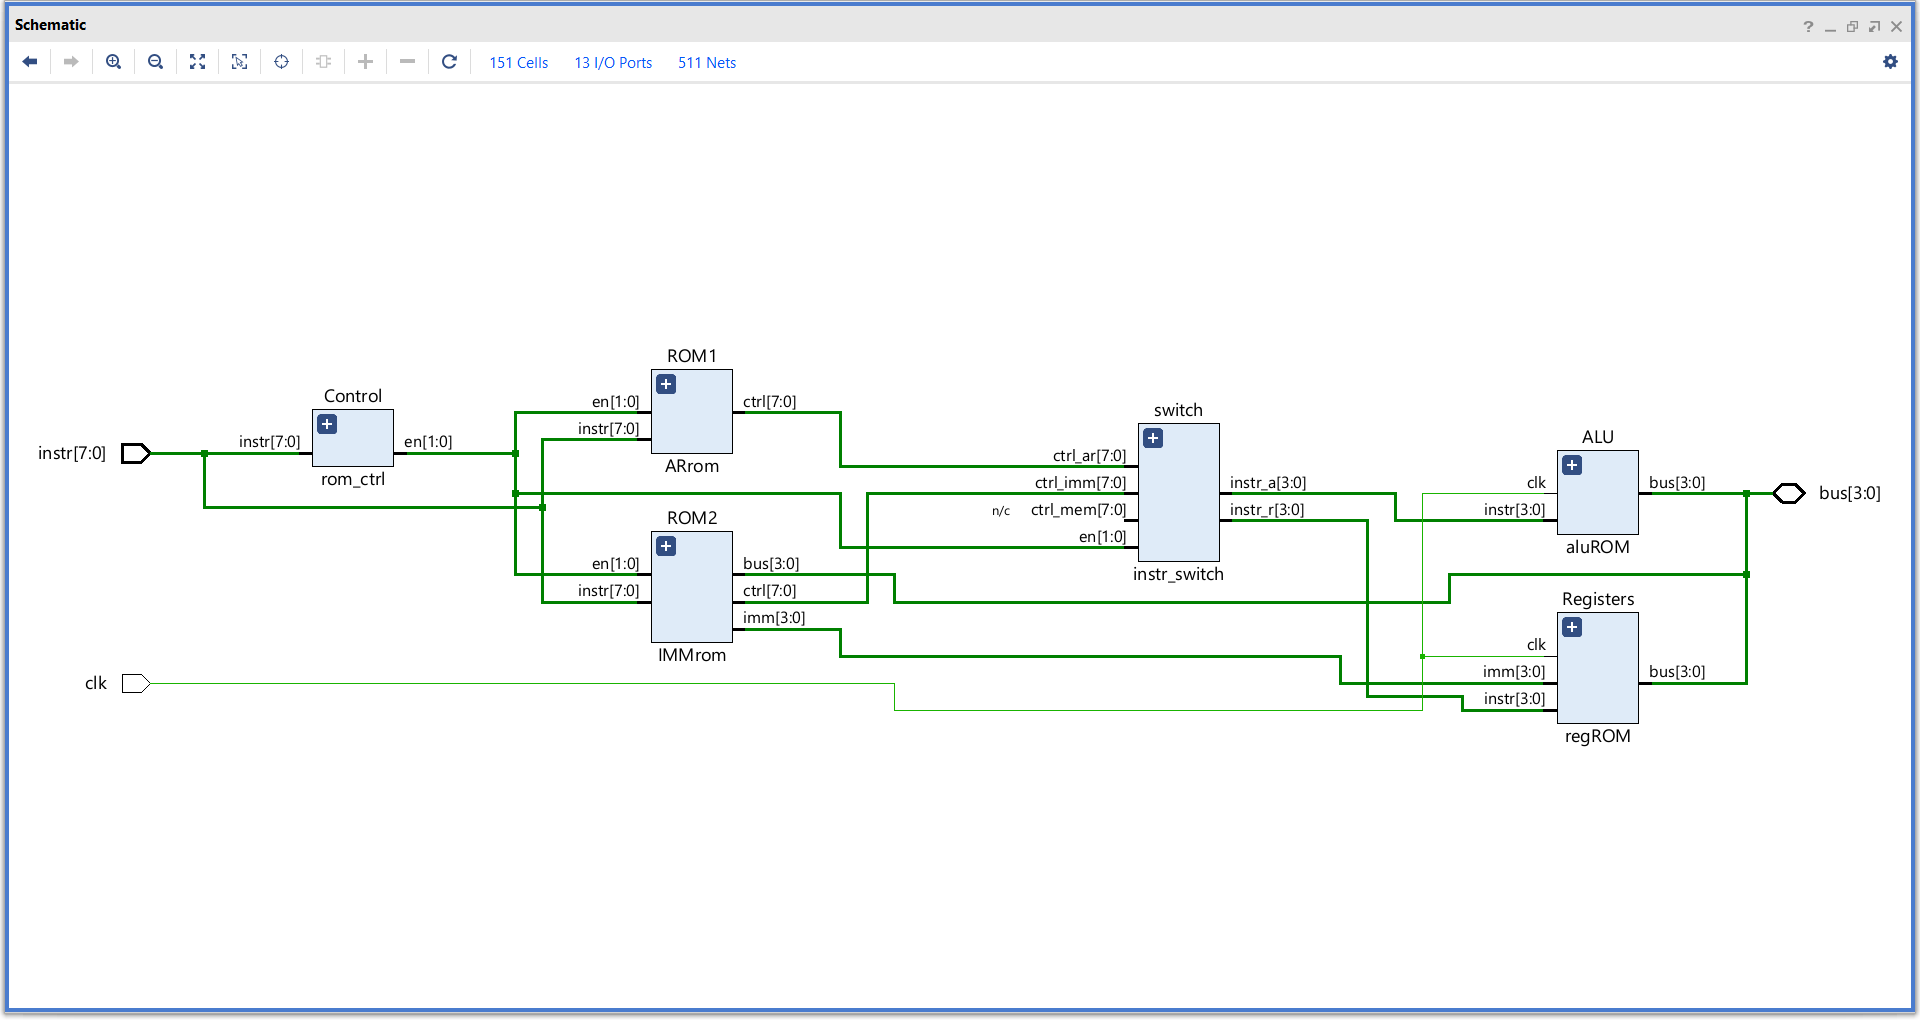 Schematic
151 Cells 13 I/O Ports 511 Nets
ROM1
Control
en[1:0] ctrl[7:0]
instr[7:0]
instr[7:0] instr[7:0] en[1:0]
rom_ctrl
ARrom
ROM2
en[1:0] bus[3:0]
instr[7:0] ctrl[7:0]
imm[3:0]
IMMrom
clk
switch
ctrl_ar[7:0]
ctrl_imm[7:0] instr_a[3:0]
n/c ctrl_mem[7:0] instr_r[3:0]
en[1:0]
instr_switch
ALU
clk bus[3:0] bus[3:0]
instr[3:0]
aluROM
Registers
clk
imm[3:0] bus[3:0]
instr[3:0]
regROM